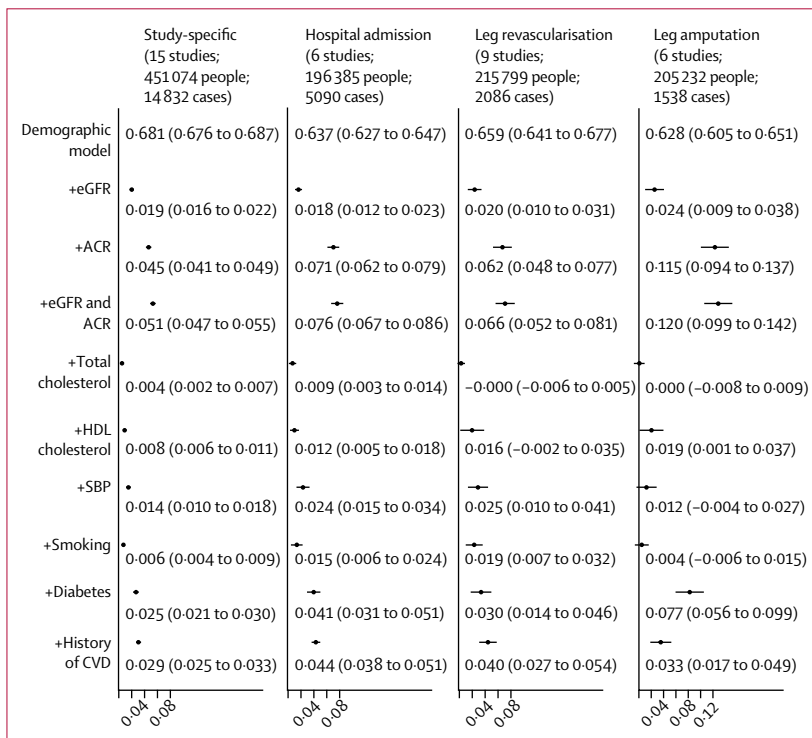 Study-specific
(15 studies;
451 074 people;
14 832 cases)
Hospital admission
(6 studies;
196 385 people;
5090 cases)
Leg revascularisation
(9 studies;
215 799 people;
2086 cases)
Leg amputation
(6 studies;
205 232 people;
1538 cases)
Demographic
model
0·681 (0·676 to 0·687) 0·637 (0·627 to 0·647) 0·659 (0·641 to 0·677) 0·628 (0·605 to 0·651)
+eGFR
0·019 (0·016 to 0·022) 0·018 (0·012 to 0·023) 0·020 (0·010 to 0·031) 0·024 (0·009 to 0·038)
+ACR
0·045 (0·041 to 0·049) 0·071 (0·062 to 0·079) 0·062 (0·048 to 0·077) 0·115 (0·094 to 0·137)
+eGFR and
ACR
0·051 (0·047 to 0·055) 0·076 (0·067 to 0·086) 0·066 (0·052 to 0·081) 0·120 (0·099 to 0·142)
+Total
cholesterol
0·004 (0·002 to 0·007) 0·009 (0·003 to 0·014) −0·000 (−0·006 to 0·005) 0·000 (−0·008 to 0·009)
+HDL
cholesterol
0·008 (0·006 to 0·011) 0·012 (0·005 to 0·018) 0·016 (−0·002 to 0·035) 0·019 (0·001 to 0·037)
+SBP
0·014 (0·010 to 0·018) 0·024 (0·015 to 0·034) 0·025 (0·010 to 0·041) 0·012 (−0·004 to 0·027)
+Smoking
0·006 (0·004 to 0·009) 0·015 (0·006 to 0·024) 0·019 (0·007 to 0·032) 0·004 (−0·006 to 0·015)
+Diabetes
0·025 (0·021 to 0·030) 0·041 (0·031 to 0·051) 0·030 (0·014 to 0·046) 0·077 (0·056 to 0·099)
+History
of CVD
0·029 (0·025 to 0·033) 0·044 (0·038 to 0·051) 0·040 (0·027 to 0·054) 0·033 (0·017 to 0·049)
0·04 0·08 0·04 0·08 0·04 0·08 0·04 0·08 0·12